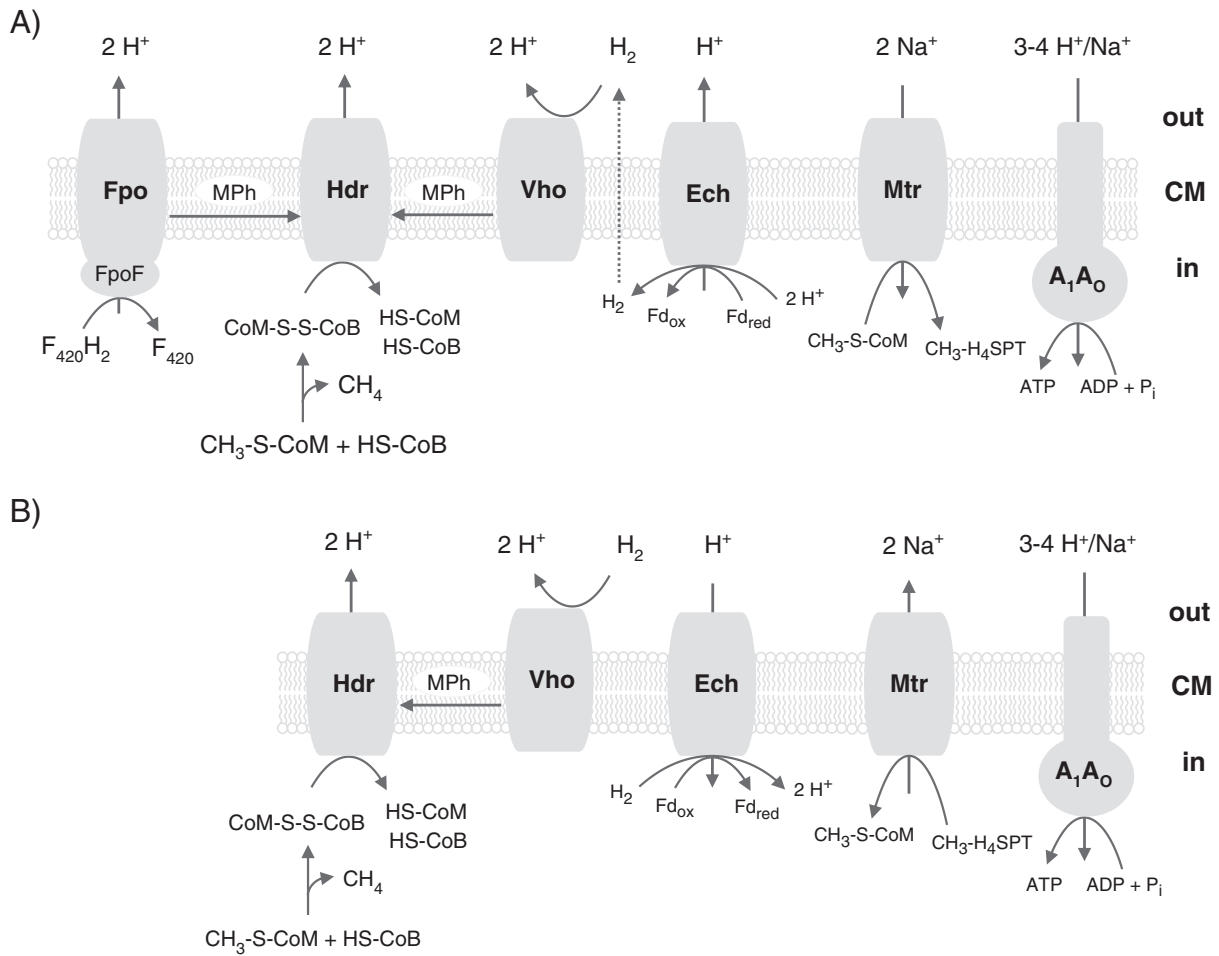 A)
2 H⁺ 2 H⁺ 2 H⁺ H₂ H⁺ 2 Na⁺ 3-4 H⁺/Na⁺
out
Fpo MPh Hdr MPh Vho Ech Mtr CM
FpoF A₁Aₒ in
H₂ Fdₒₓ Fd_red 2 H⁺
F₄₂₀H₂ F₄₂₀ CoM-S-S-CoB HS-CoM
HS-CoB CH₃-S-CoM CH₃-H₄SPT
CH₄ ATP ADP + Pᵢ
CH₃-S-CoM + HS-CoB
B)
2 H⁺ 2 H⁺ H₂ H⁺ 2 Na⁺ 3-4 H⁺/Na⁺
out
Hdr MPh Vho Ech Mtr CM
A₁Aₒ in
H₂ Fdₒₓ Fd_red 2 H⁺
CoM-S-S-CoB HS-CoM
HS-CoB CH₃-S-CoM CH₃-H₄SPT
CH₄ ATP ADP + Pᵢ
CH₃-S-CoM + HS-CoB